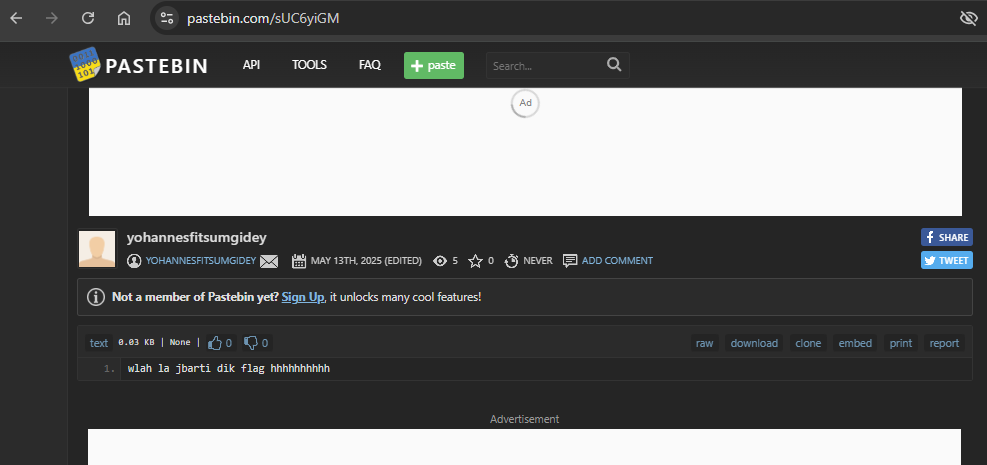 pastebin.com/sUC6yiGM
PASTEBIN API TOOLS FAQ + paste Search...
Ad
yohannesfitsumgidey SHARE
YOHANNESFITSUMGIDEY MAY 13TH, 2025 (EDITED) 5 0 NEVER ADD COMMENT TWEET
Not a member of Pastebin yet? Sign Up, it unlocks many cool features!
text 0.03 KB | None | 0 0 raw download clone embed print report
1. wlah la jbarti dik flag hhhhhhhhhh
Advertisement